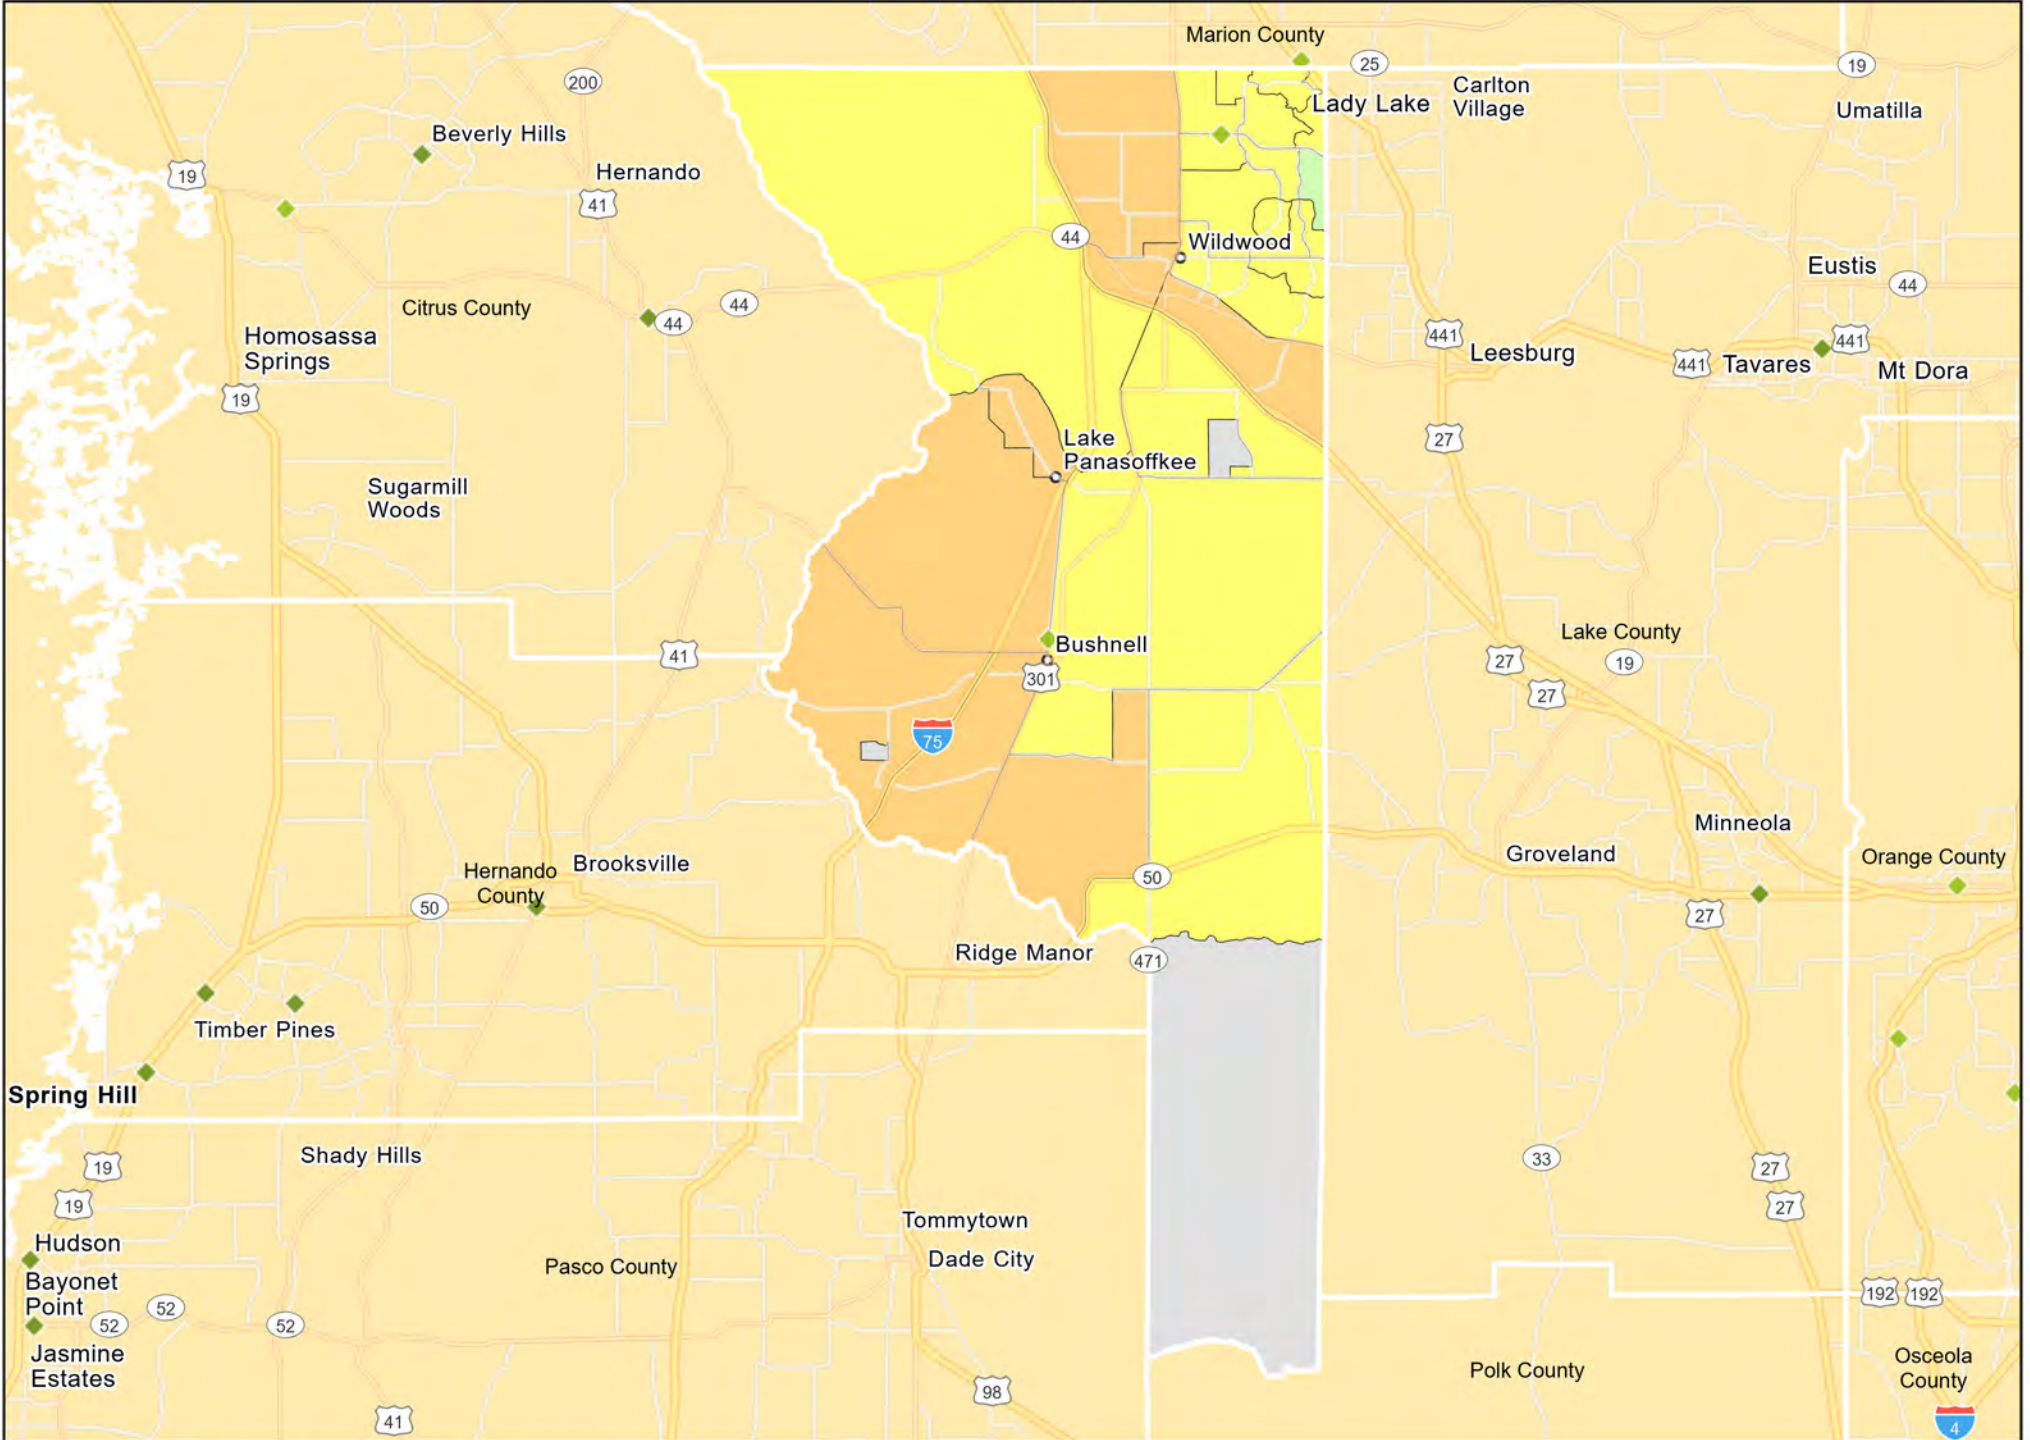 Marion County
25
19
200
Carlton
Village
Lady Lake
Umatilla
Beverly Hills
19
Hernando
41
44
Wildwood
Eustis
44
Citrus County
44
44
Homosassa
Springs
441
Leesburg
441
Tavares
441
Mt Dora
19
27
Lake
Panasoffkee
Sugarmill
Woods
41
Bushnell
301
Lake County
27
19
27
75
Minneola
Groveland
Orange County
Hernando
County
Brooksville
50
50
27
Ridge Manor
471
Timber Pines
Spring Hill
Shady Hills
19
33
27
19
27
Tommytown
Hudson
Dade City
Pasco County
Bayonet
Point
52
52
52
192
192
Jasmine
Estates
Polk County
Osceola
County
98
41
4